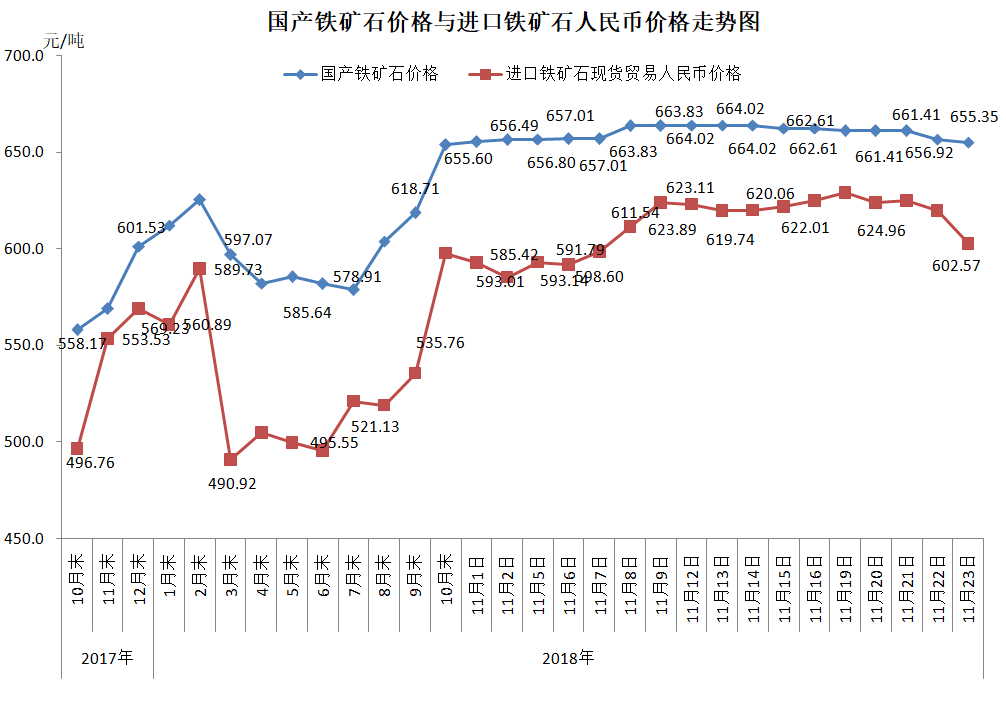 国产铁矿石价格与进口铁矿石人民币价格走势图
元/吨
国产铁矿石价格
进口铁矿石现货贸易人民币价格
700.0
650.0
600.0
550.0
500.0
450.0
558.17
601.53
597.07
585.64
578.91
618.71
655.60
656.49
656.80
657.01
657.01
663.83
663.83
664.02
664.02
664.02
662.61
662.61
661.41
661.41
656.92
655.35
496.76
553.53
569.23
560.89
589.73
490.92
495.55
521.13
535.76
593.01
585.42
593.14
591.79
598.60
611.54
623.89
623.11
619.74
620.06
622.01
624.96
602.57
10月末
11月末
12月末
1月末
2月末
3月末
4月末
5月末
6月末
7月末
8月末
9月末
10月末
11月1日
11月2日
11月5日
11月6日
11月7日
11月8日
11月9日
11月12日
11月13日
11月14日
11月15日
11月16日
11月19日
11月20日
11月21日
11月22日
11月23日
2017年
2018年